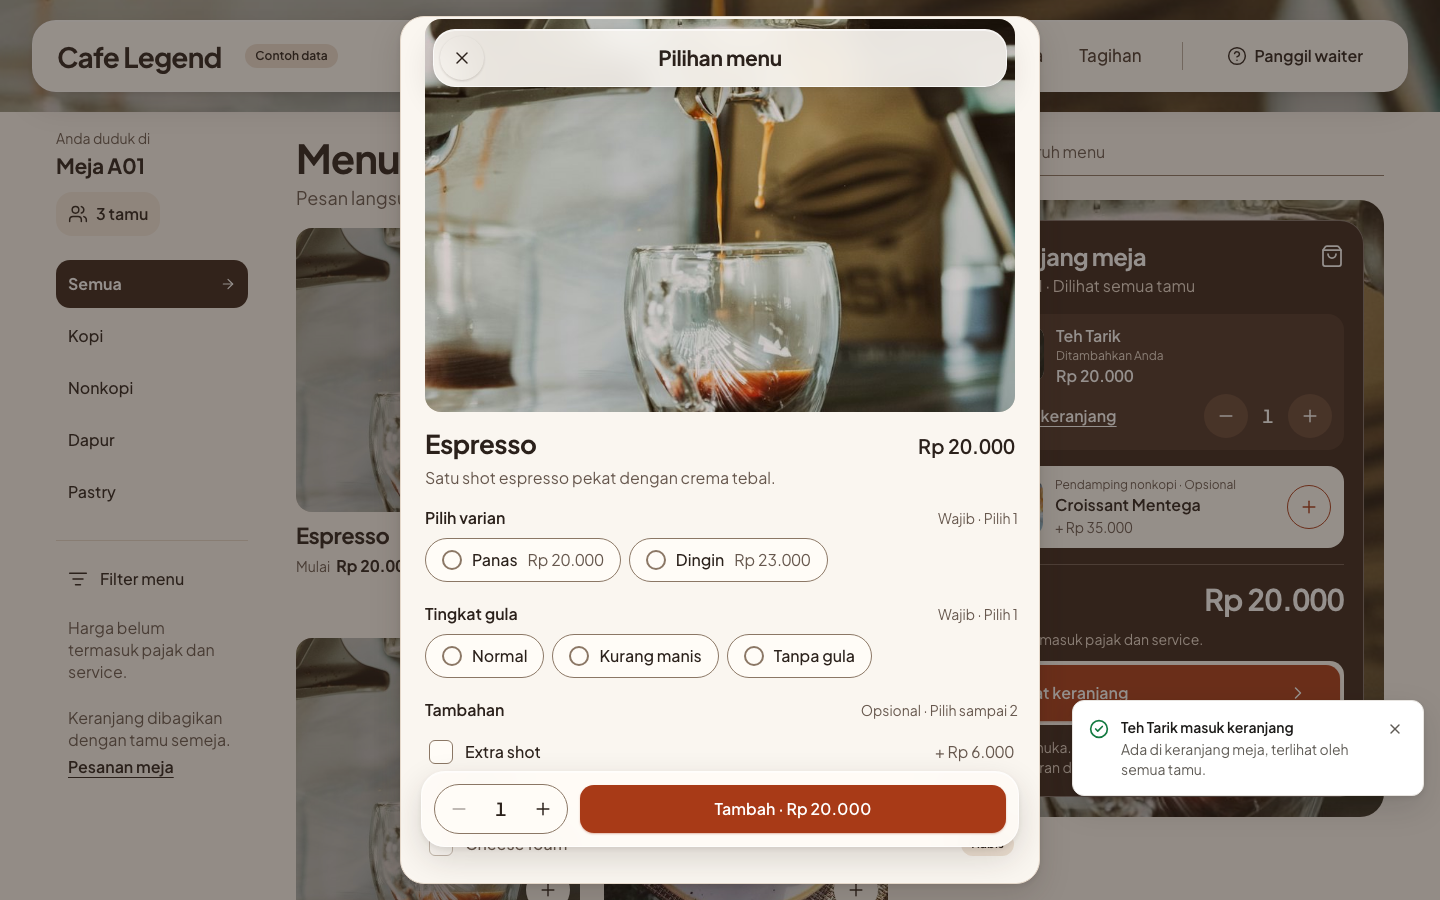 Cafe Legend
Contoh data
Tagihan
Panggil waiter
Anda duduk di
Meja A01
3 tamu
Semua
Kopi
Nonkopi
Dapur
Pastry
Filter menu
Harga belum
termasuk pajak dan
service.
Keranjang dibagikan
dengan tamu semeja.
Pesanan meja
Menu
Pesan
Espresso
Mulai
Pilihan menu
Espresso
Rp 20.000
Satu shot espresso pekat dengan crema tebal.
Pilih varian
Wajib · Pilih 1
Panas Rp 20.000
Dingin Rp 23.000
Tingkat gula
Wajib · Pilih 1
Normal
Kurang manis
Tanpa gula
Tambahan
Opsional · Pilih sampai 2
Extra shot
+ Rp 6.000
1
Tambah · Rp 20.000
menu
meja
· Dilihat semua tamu
Teh Tarik
Ditambahkan Anda
Rp 20.000
keranjang
1
Pendamping nonkopi · Opsional
Croissant Mentega
+ Rp 35.000
Rp 20.000
masuk pajak dan service.
keranjang
Teh Tarik masuk keranjang
Ada di keranjang meja, terlihat oleh
semua tamu.